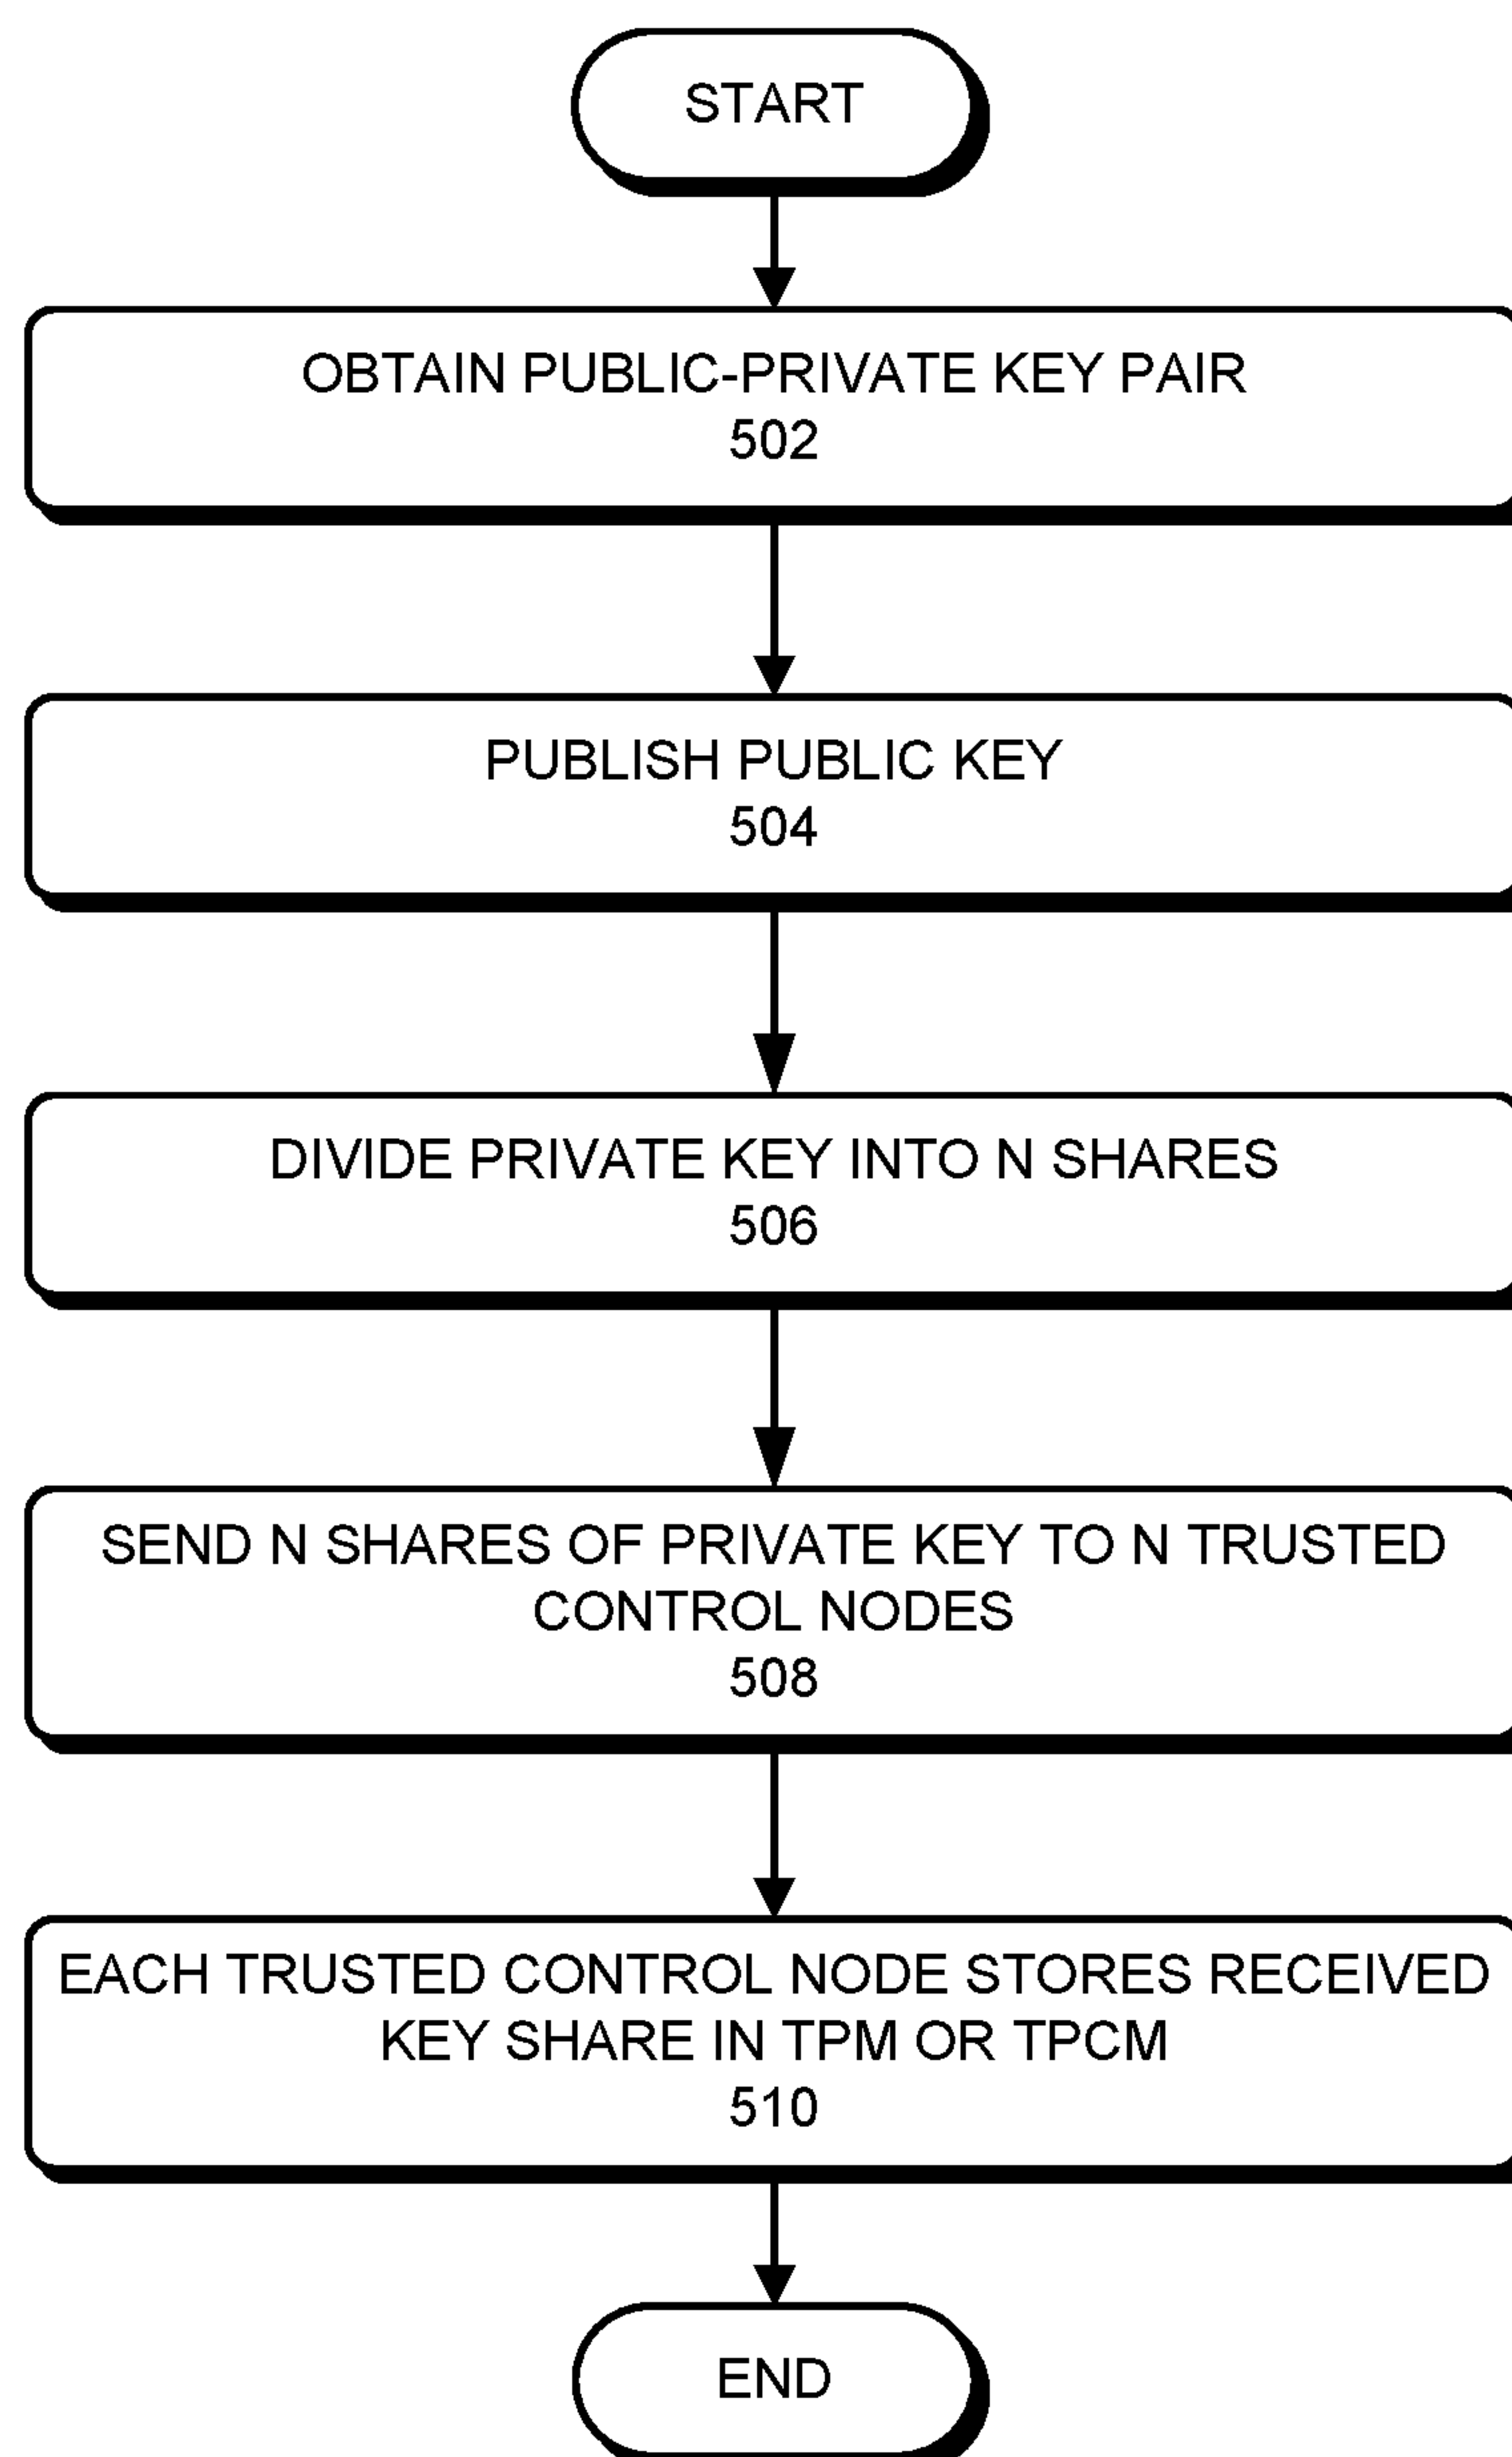 START
OBTAIN PUBLIC-PRIVATE KEY PAIR
502
PUBLISH PUBLIC KEY
504
DIVIDE PRIVATE KEY INTO N SHARES
506
SEND N SHARES OF PRIVATE KEY TO N TRUSTED
CONTROL NODES
508
EACH TRUSTED CONTROL NODE STORES RECEIVED
KEY SHARE IN TPM OR TPCM
510
END